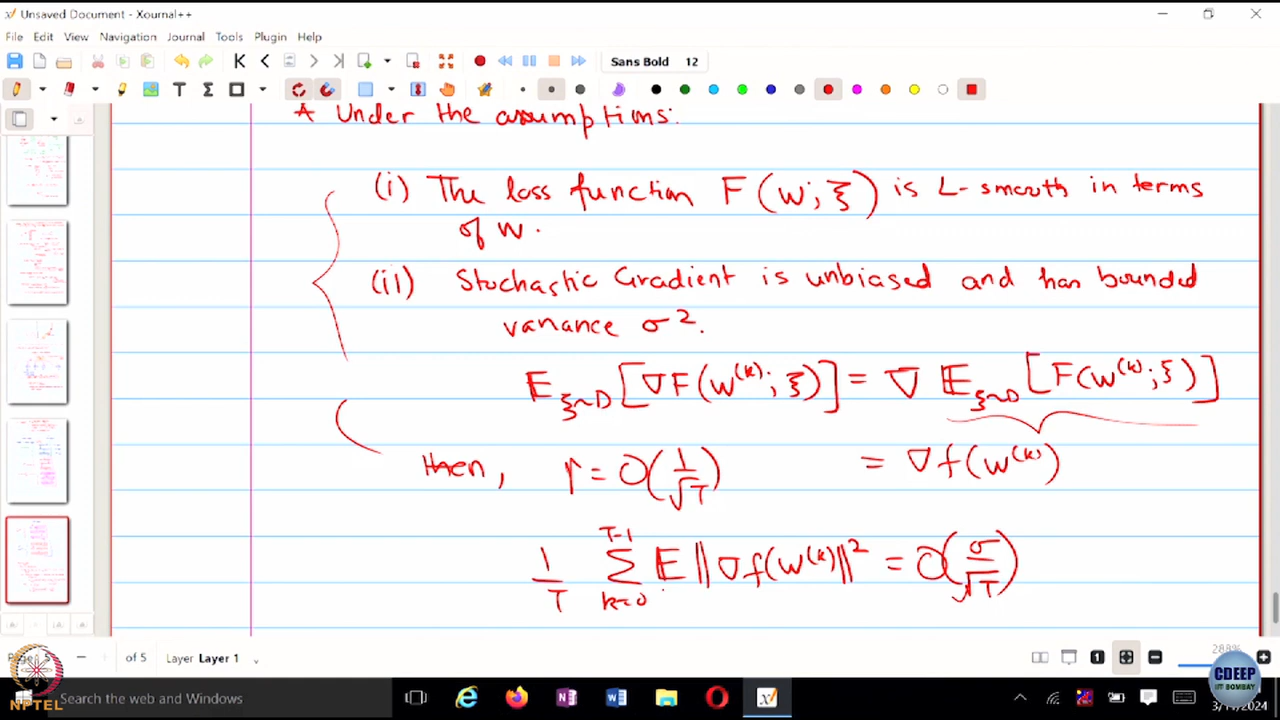 Unsaved Document - Xournal++
File Edit View Navigation Journal Tools Plugin Help
Sans Bold 12
* Under the assumptions:
(i) The loss function F(w; ξ) is L-smooth in terms
of w.
(ii) Stochastic Gradient is unbiased and has bounded
variance σ².
E_{ξ~D} [∇F(w^{(k)}; ξ)] = ∇ E_{ξ~D} [F(w^{(k)}; ξ)]
then, η = O(1/√T) = ∇f(w^{(k)})
1/T ∑_{k=0}^{T-1} E‖∇f(w^{(k)})‖² = O(σ/√T)
of 5 Layer Layer 1
288%
Search the web and Windows
NPTEL
CDEEP
IIT BOMBAY